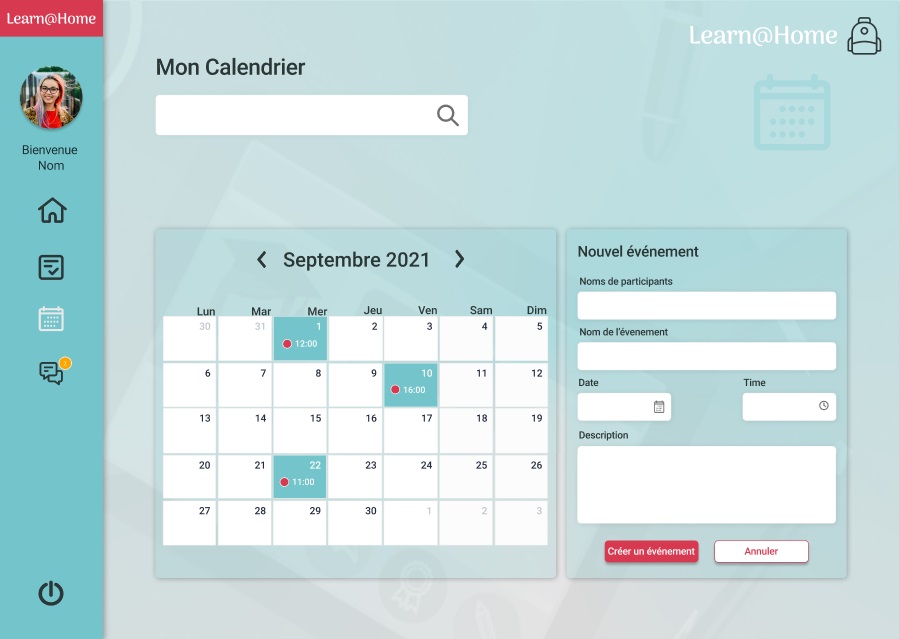 Learn@Home
Learn@Home
Mon Calendrier
Bienvenue
Nom
Septembre 2021
Lun Mar Mer Jeu Ven Sam Dim
30 31 1 2 3 4 5
12:00
6 7 8 9 10 11 12
16:00
13 14 15 16 17 18 19
20 21 22 23 24 25 26
11:00
27 28 29 30 1 2 3
Nouvel événement
Noms de participants
Nom de l'évenement
Date Time
Description
Créer un événement Annuler